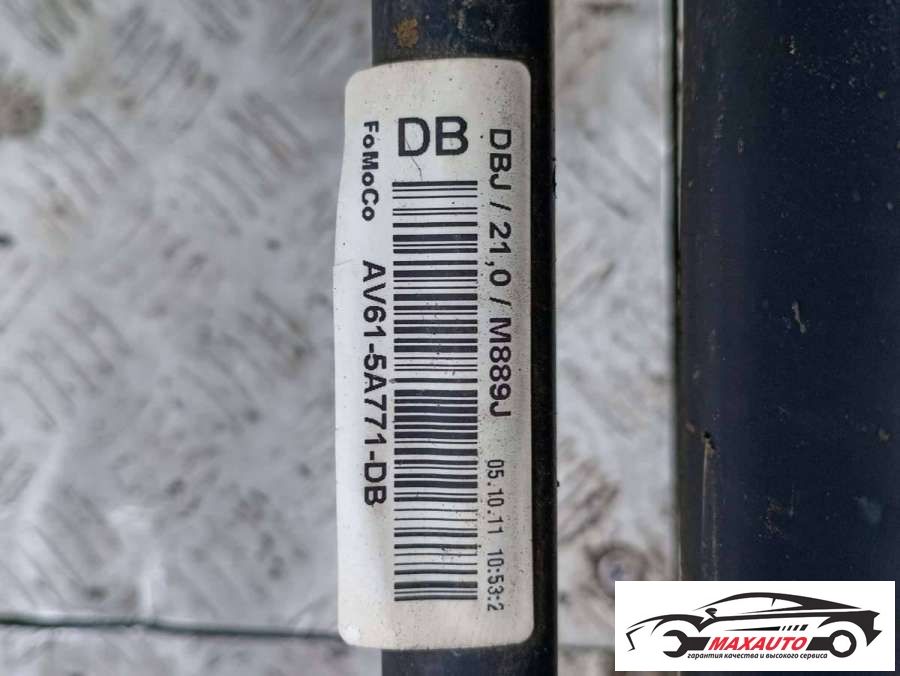 DBJ / 21,0 / M889J 05.10.11 10:53:2
DB
FoMoCo AV61-5A771-DB
MAXAUTO
гарантия качества и высокого сервиса